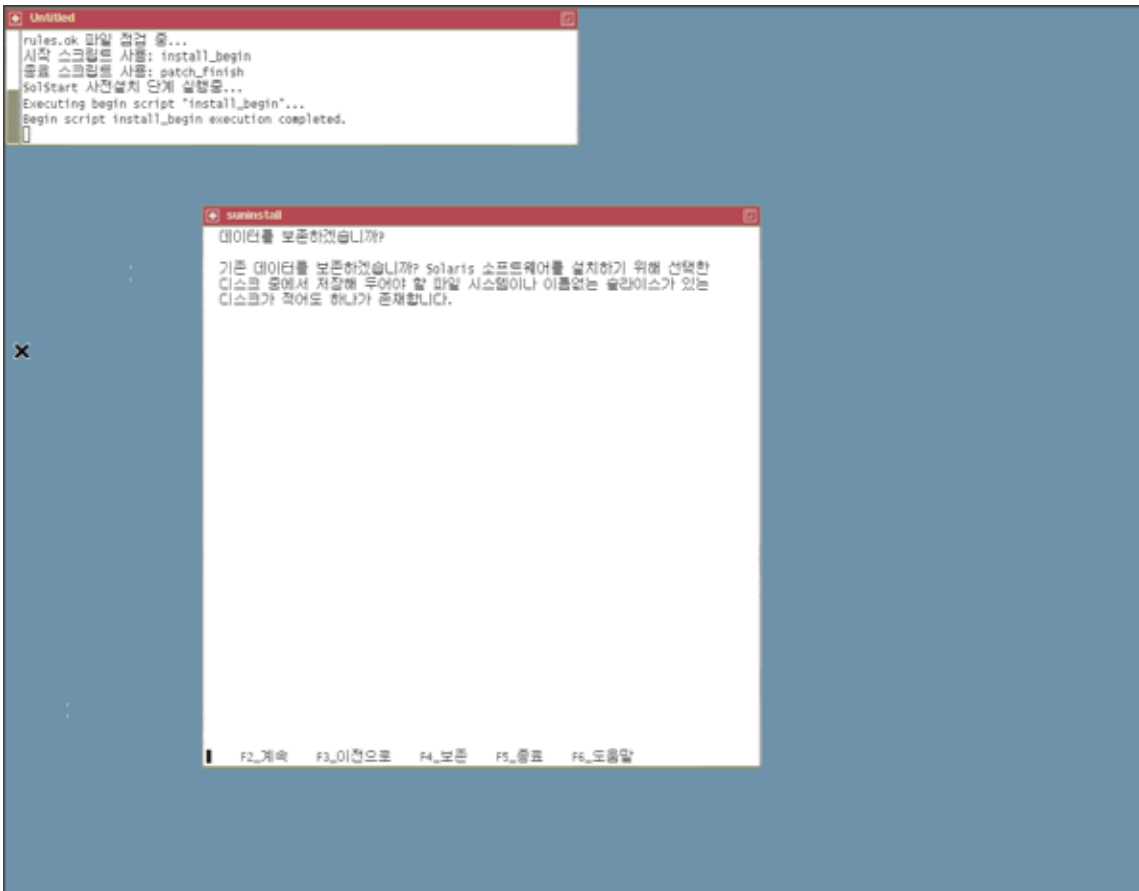 Untitled
rules.ok 파일 점검 중...
시작 스크립트 사용: install_begin
종료 스크립트 사용: patch_finish
SolStart 사전설치 단계 실행중...
Executing begin script "install_begin"...
Begin script install_begin execution completed.
suninstall
데이터를 보존하겠습니까?
기존 데이터를 보존하겠습니까? Solaris 소프트웨어를 설치하기 위해 선택한
디스크 중에서 저장해 두어야 할 파일 시스템이나 이름없는 슬라이스가 있는
디스크가 적어도 하나가 존재합니다.
F2_계속 F3_이전으로 F4_보존 F5_종료 F6_도움말